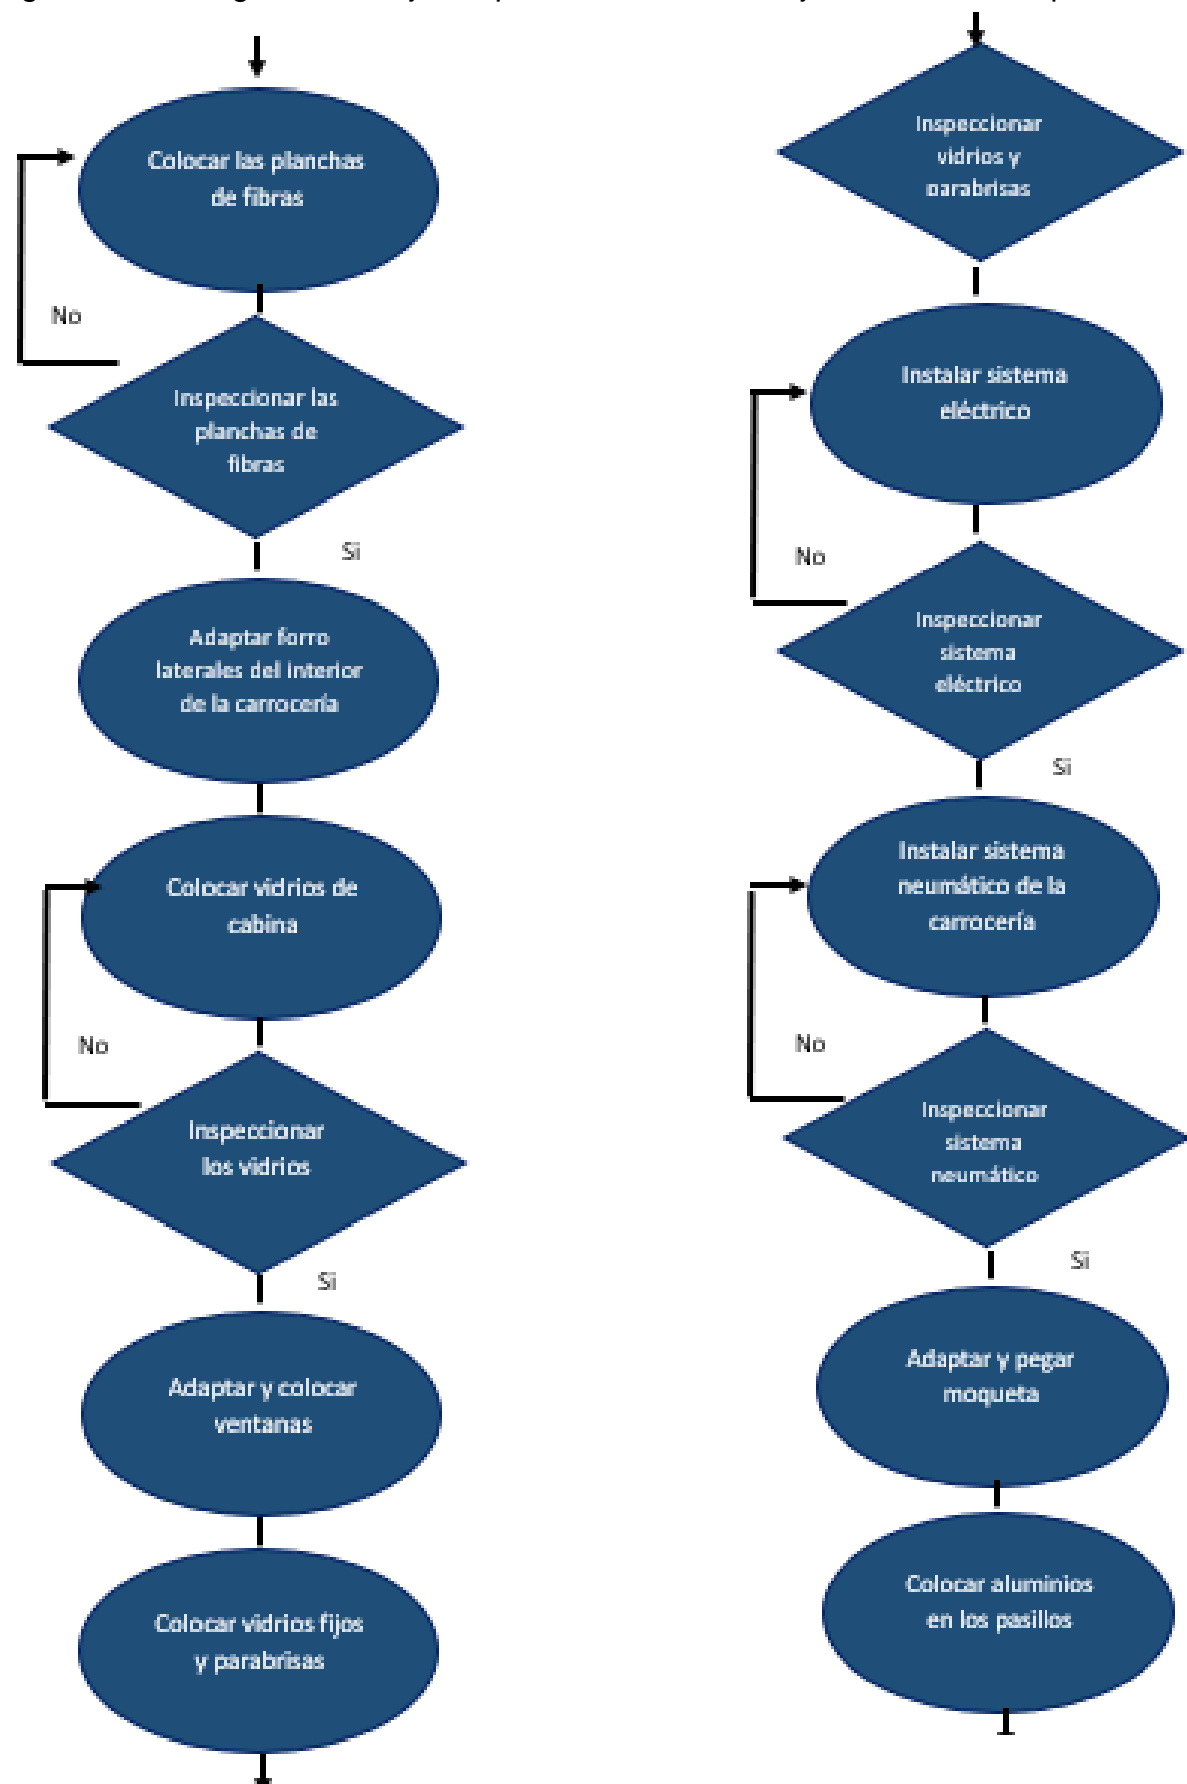 Colocar las planchas
de fibras
No
Inspeccionar las
planchas de
fibras
Si
Adaptar forro
laterales del interior
de la carrocería
Colocar vidrios de
cabina
No
Inspeccionar
los vidrios
Si
Adaptar y colocar
ventanas
Colocar vidrios fijos
y parabrisas
Inspeccionar
vidrios y
parabrisas
Instalar sistema
eléctrico
No
Inspeccionar
sistema
eléctrico
Si
Instalar sistema
neumático de la
carrocería
No
Inspeccionar
sistema
neumático
Si
Adaptar y pegar
moqueta
Colocar aluminios
en los pasillos